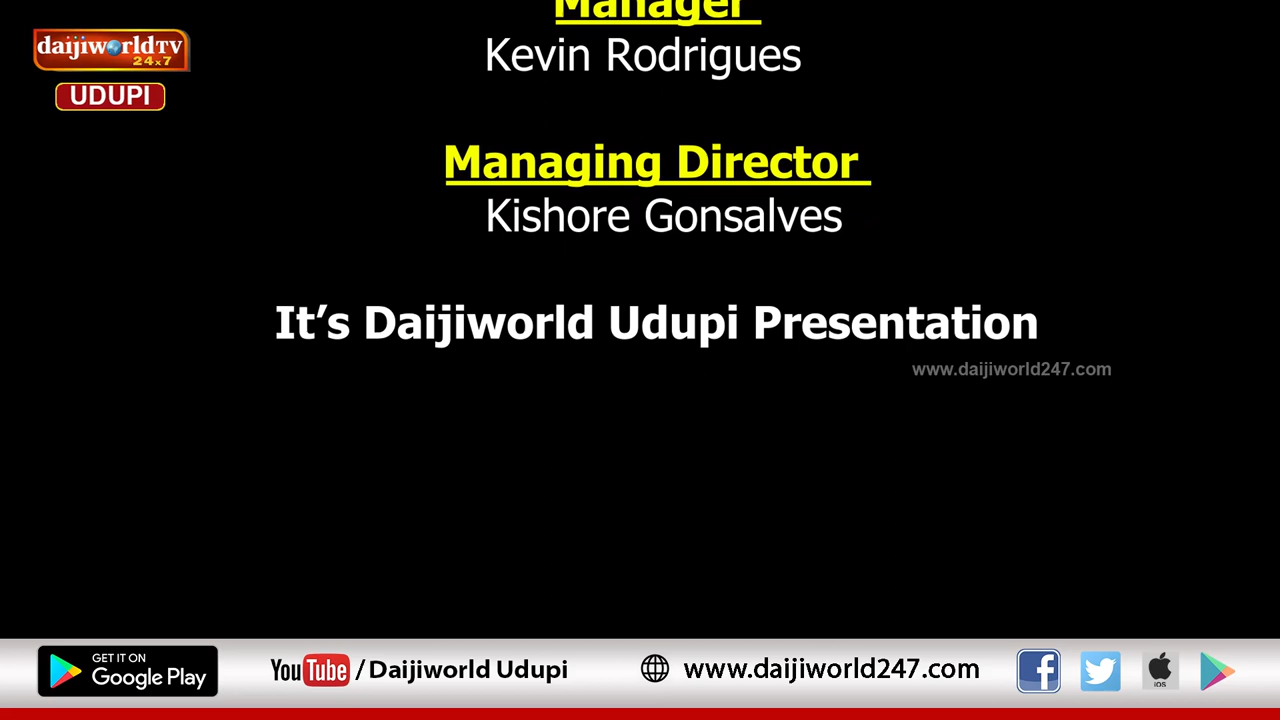 Manager
daijiworldTV
24x7
UDUPI
Kevin Rodrigues
Managing Director
Kishore Gonsalves
It’s Daijiworld Udupi Presentation
www.daijiworld247.com
GET IT ON
Google Play
YouTube / Daijiworld Udupi
www.daijiworld247.com
f
iOS